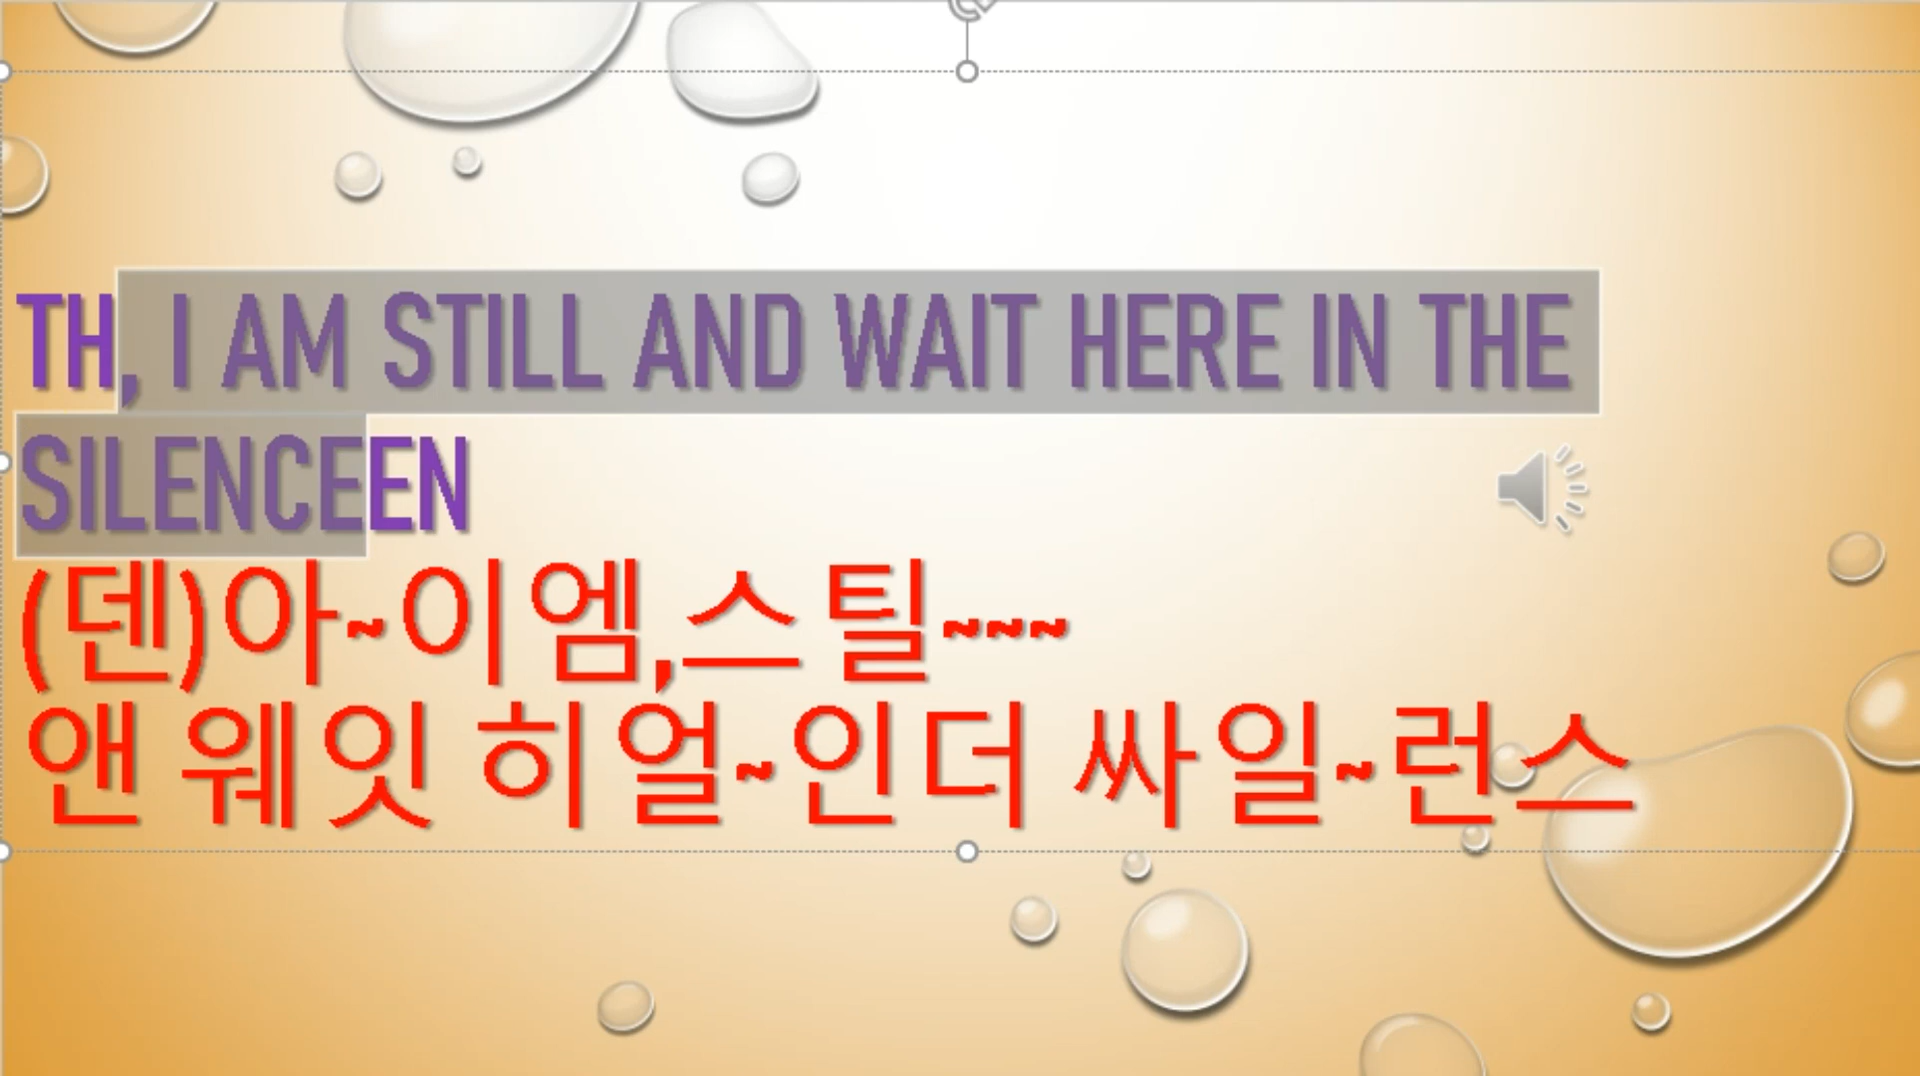 TH, I AM STILL AND WAIT HERE IN THE
SILENCEEN
(덴)아~이엠,스틸~~~
앤 웨잇 히얼~인더 싸일~런스